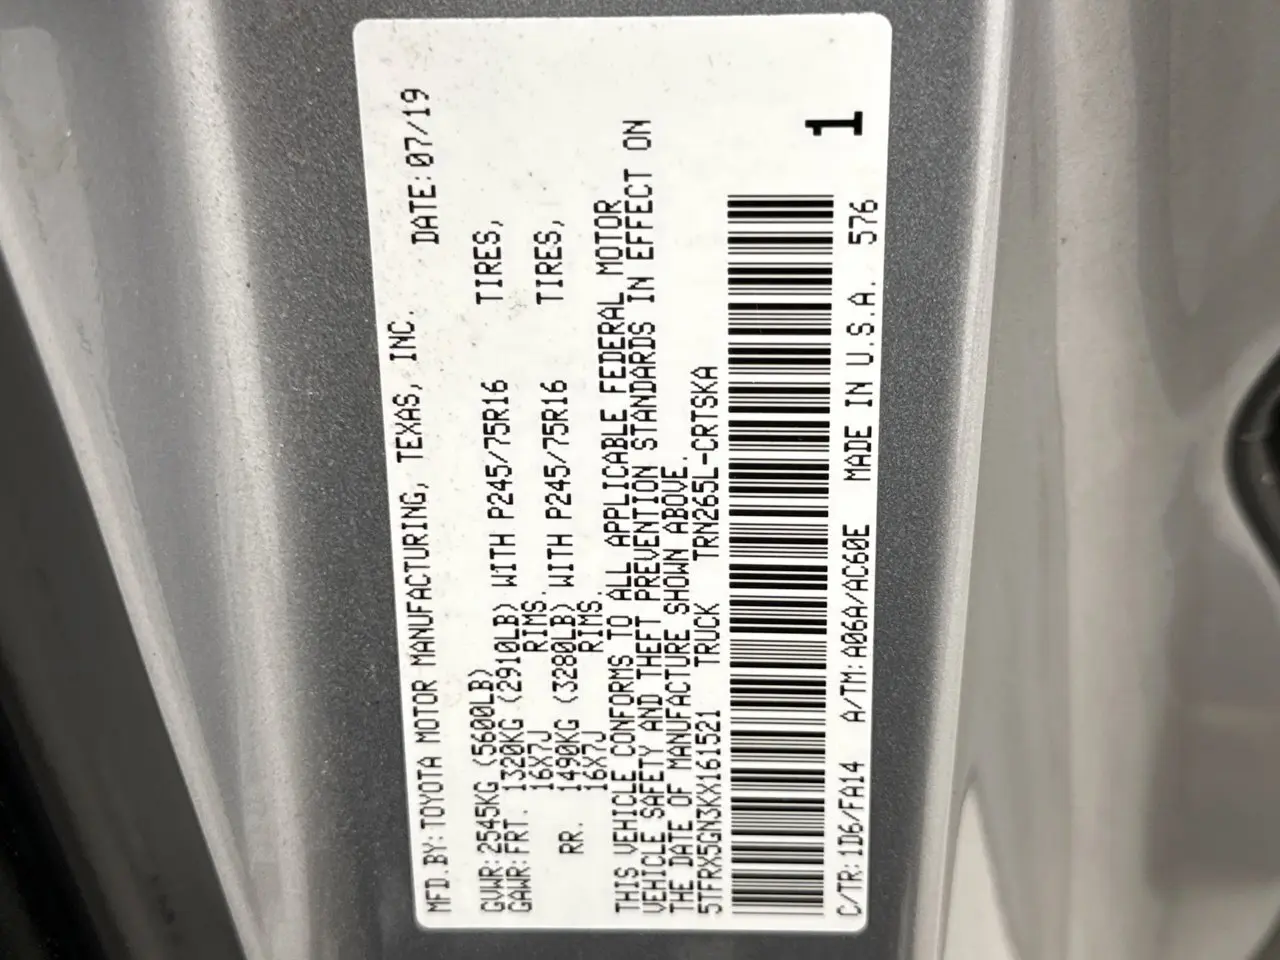 MFD.BY:TOYOTA MOTOR MANUFACTURING, TEXAS, INC. DATE:07/19
GVWR:2545KG (5600LB)
GAWR:FRT. 1320KG (2910LB) WITH P245/75R16 TIRES,
16X7J RIMS.
RR. 1490KG (3280LB) WITH P245/75R16 TIRES,
16X7J RIMS.
THIS VEHICLE CONFORMS TO ALL APPLICABLE FEDERAL MOTOR
VEHICLE SAFETY AND THEFT PREVENTION STANDARDS IN EFFECT ON
THE DATE OF MANUFACTURE SHOWN ABOVE.
5TFRX5GN3KX161521 TRUCK TRN265L-CRTSKA
1
C/TR:1D6/FA14 A/TM:A06A/AC60E MADE IN U.S.A. 576